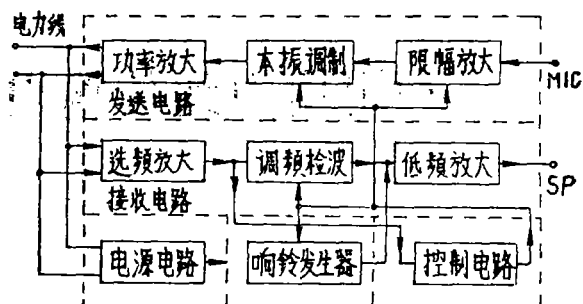 电力线
功率放大
本振调制
限幅放大
MIC
发送电路
选频放大
调频检波
低频放大
SP
接收电路
电源电路
响铃发生器
控制电路